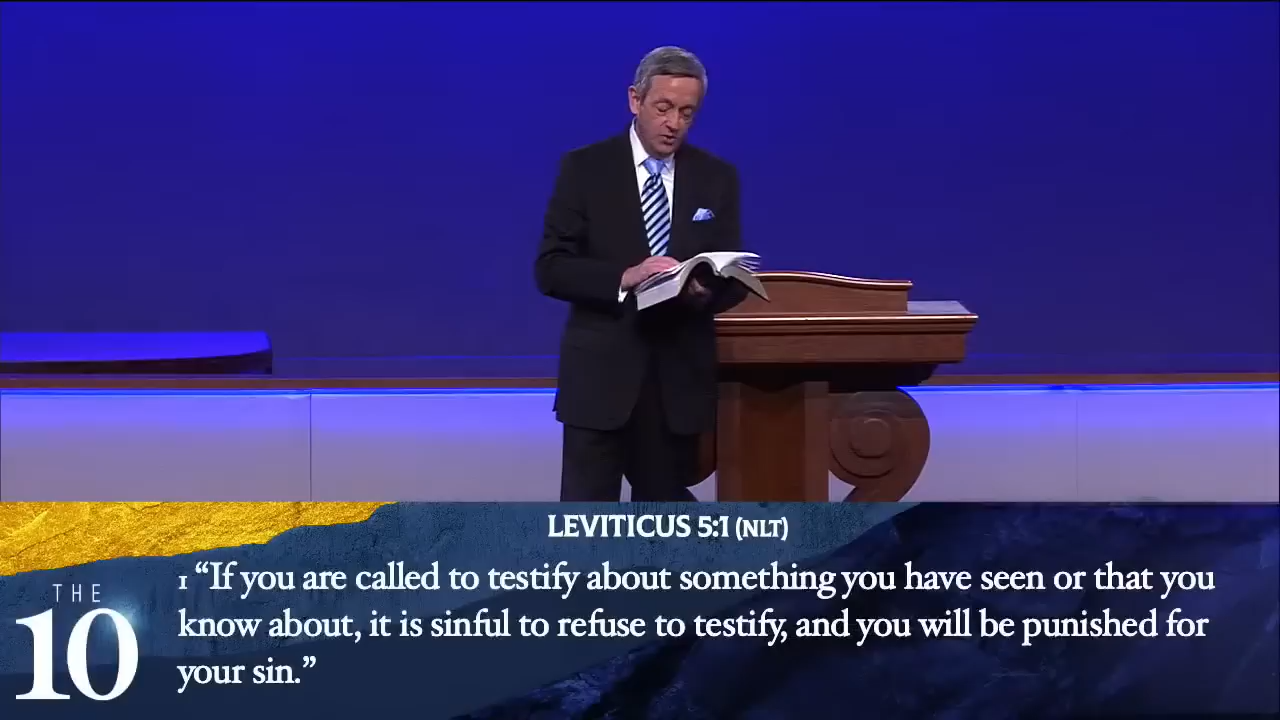 LEVITICUS 5:1 (NLT)
1 “If you are called to testify about something you have seen or that you
know about, it is sinful to refuse to testify, and you will be punished for
your sin.”
THE
10